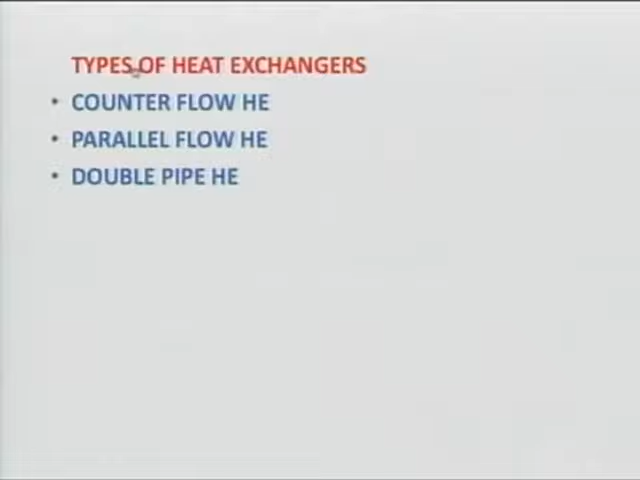 TYPES OF HEAT EXCHANGERS
• COUNTER FLOW HE
• PARALLEL FLOW HE
• DOUBLE PIPE HE